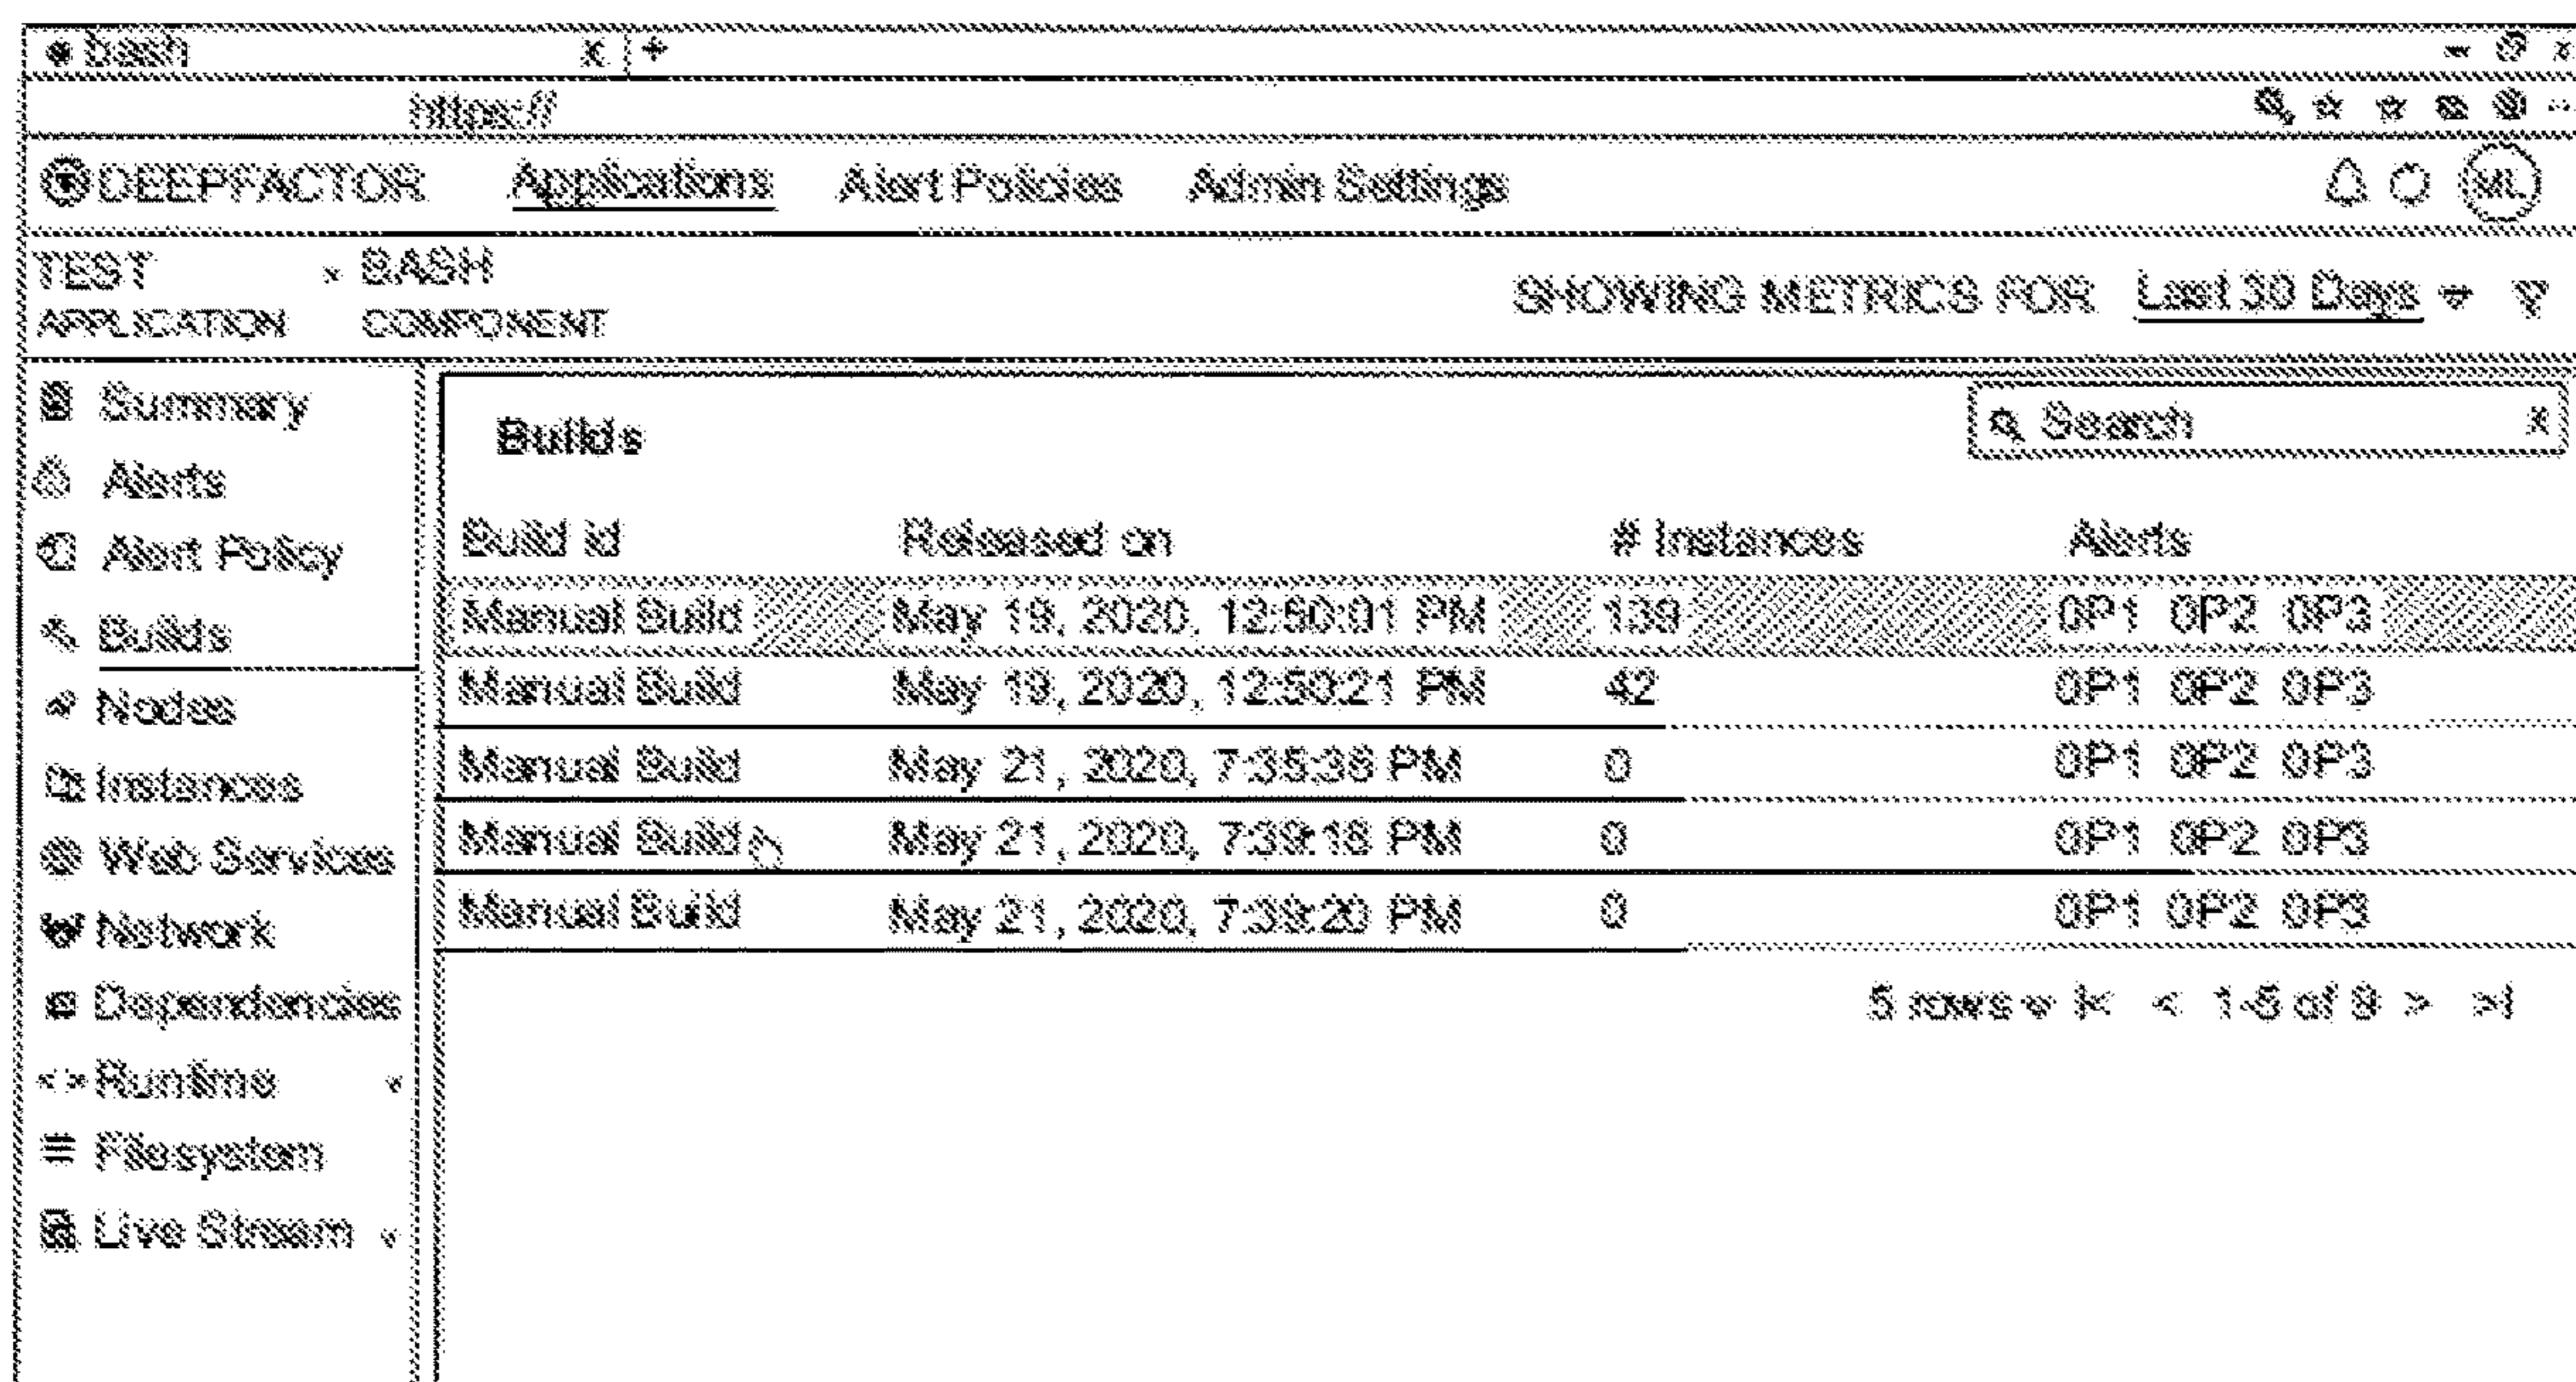 bash x +
https://
DEEPFACTOR Applications Alert Policies Admin Settings ML
TEST BASH
APPLICATION COMPONENT
SHOWING METRICS FOR Last 30 Days
Summary
Alerts
Alert Policy
Builds
Nodes
Instances
Web Services
Network
Dependencies
Runtime
Filesystem
Live Stream
Builds
Search x
Build id Released on # Instances Alerts
Manual Build May 19, 2020, 12:50:01 PM 139 0P1 0P2 0P3
Manual Build May 19, 2020, 12:50:21 PM 42 0P1 0P2 0P3
Manual Build May 21, 2020, 7:35:36 PM 0 0P1 0P2 0P3
Manual Build May 21, 2020, 7:39:18 PM 0 0P1 0P2 0P3
Manual Build May 21, 2020, 7:39:20 PM 0 0P1 0P2 0P3
5 rows |< < 1-5 of 9 > >|